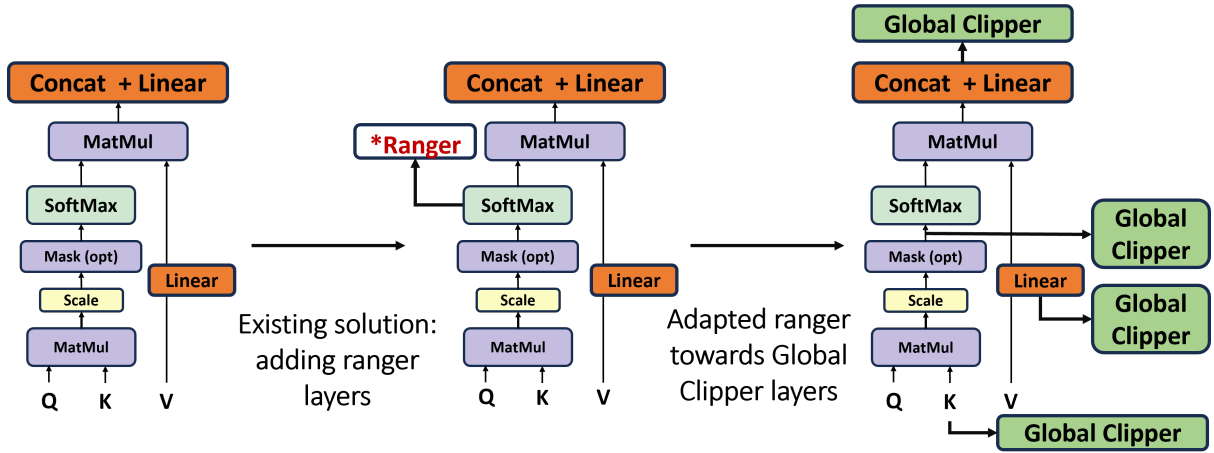 Concat + Linear
MatMul
SoftMax
Mask (opt)
Linear
Scale
MatMul
Q K V
Existing solution:
adding ranger
layers
Concat + Linear
*Ranger
MatMul
SoftMax
Mask (opt)
Linear
Scale
MatMul
Q K V
Adapted ranger
towards Global
Clipper layers
Global Clipper
Concat + Linear
MatMul
SoftMax
Global
Clipper
Mask (opt)
Linear
Global
Clipper
Scale
MatMul
Q K V
Global Clipper